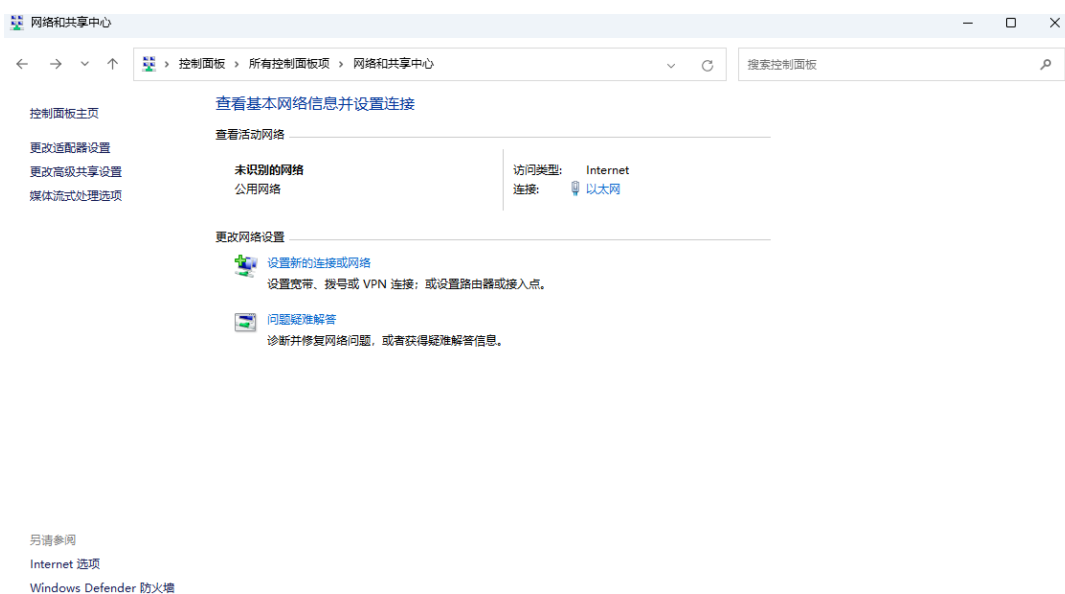 网络和共享中心
控制面板 › 所有控制面板项 › 网络和共享中心
搜索控制面板
控制面板主页
更改适配器设置
更改高级共享设置
媒体流式处理选项
查看基本网络信息并设置连接
查看活动网络
未识别的网络
公用网络
访问类型: Internet
连接: 以太网
更改网络设置
设置新的连接或网络
设置宽带、拨号或 VPN 连接；或设置路由器或接入点。
问题疑难解答
诊断并修复网络问题，或者获得疑难解答信息。
另请参阅
Internet 选项
Windows Defender 防火墙